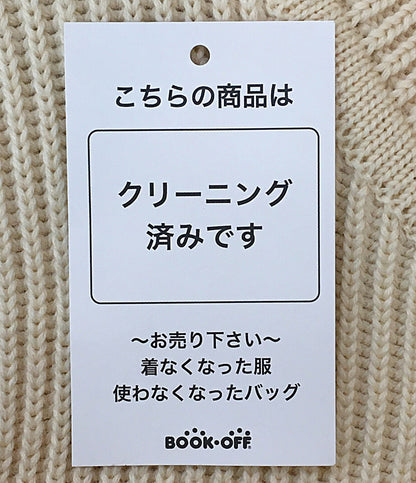 こちらの商品は
クリーニング
済みです
～お売り下さい～
着なくなった服
使わなくなったバッグ
BOOK・OFF